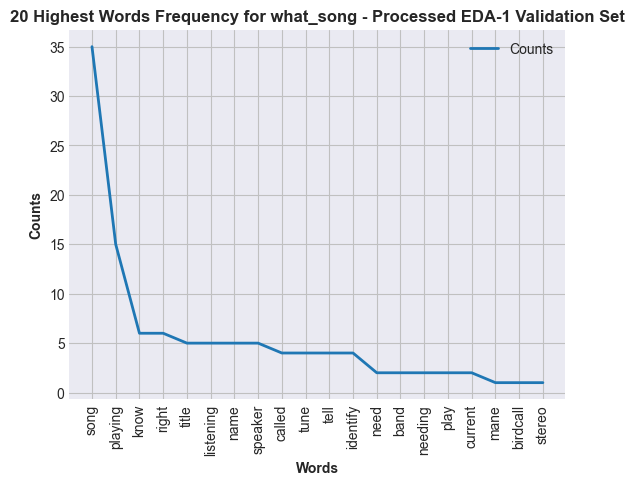 20 Highest Words Frequency for what_song - Processed EDA-1 Validation Set
Counts
35
30
25
20
15
10
5
0
Counts
song
playing
know
right
title
listening
name
speaker
called
tune
tell
identify
need
band
needing
play
current
mane
birdcall
stereo
Words